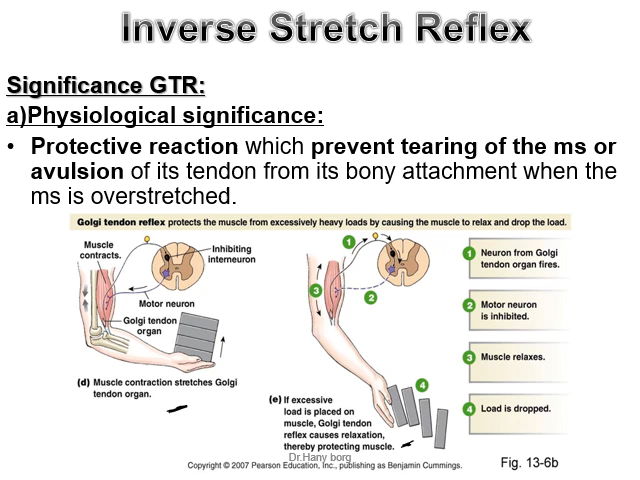 Inverse Stretch Reflex
Significance GTR:
a)Physiological significance:
• Protective reaction which prevent tearing of the ms or
avulsion of its tendon from its bony attachment when the
ms is overstretched.
Golgi tendon reflex protects the muscle from excessively heavy loads by causing the muscle to relax and drop the load.
Muscle
contracts.
Inhibiting
interneuron
Motor neuron
Golgi tendon
organ
(d) Muscle contraction stretches Golgi
tendon organ.
1
2
3
4
(e) If excessive
load is placed on
muscle, Golgi tendon
reflex causes relaxation,
thereby protecting muscle.
1 Neuron from Golgi
tendon organ fires.
2 Motor neuron
is inhibited.
3 Muscle relaxes.
4 Load is dropped.
Dr.Hany borg
Copyright © 2007 Pearson Education, Inc., publishing as Benjamin Cummings.
Fig. 13-6b